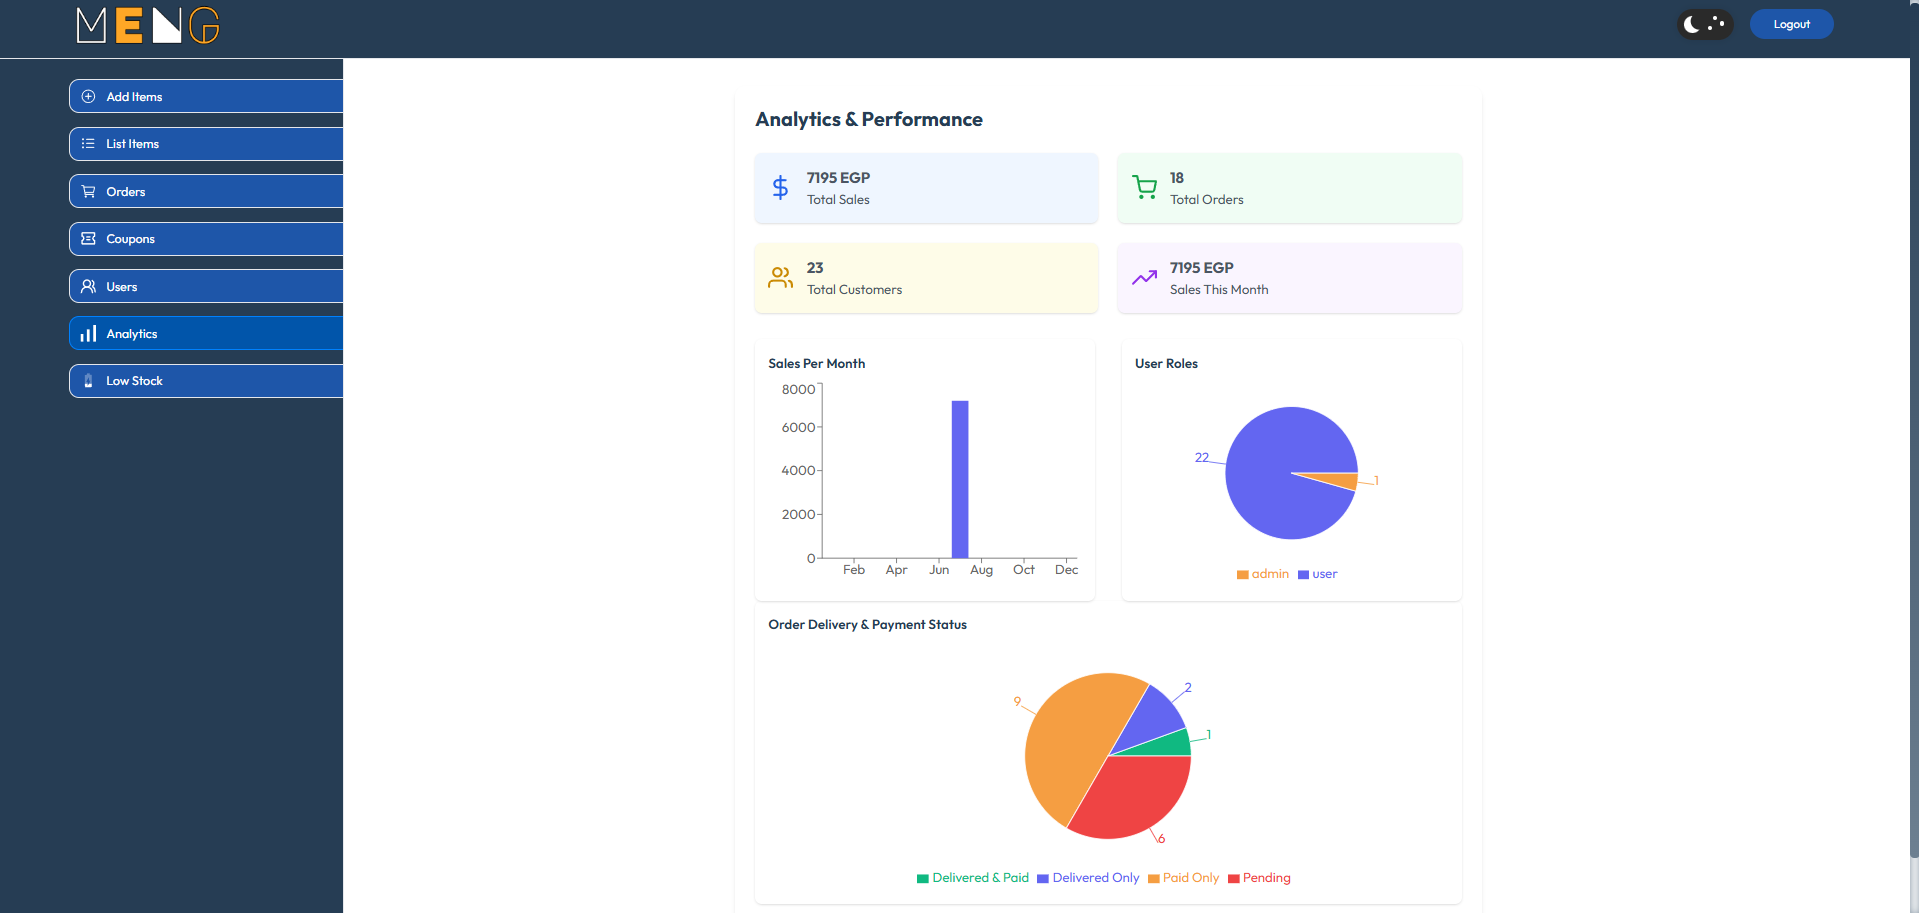 MENG
Logout
Add Items
List Items
Orders
Coupons
Users
Analytics
Low Stock
Analytics & Performance
7195 EGP
Total Sales
18
Total Orders
23
Total Customers
7195 EGP
Sales This Month
Sales Per Month
8000
6000
4000
2000
0
Feb Apr Jun Aug Oct Dec
User Roles
22
1
admin user
Order Delivery & Payment Status
9
2
1
6
Delivered & Paid Delivered Only Paid Only Pending